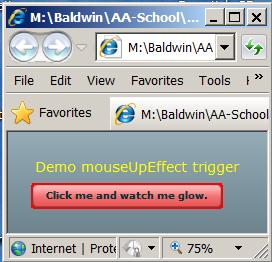 M:\Baldwin\AA-School\...
M:\Baldwin\AA
File Edit View Favorites Tools
Favorites M:\Baldwin\AA-School
Demo mouseUpEffect trigger
Click me and watch me glow.
Internet | Prote 75%